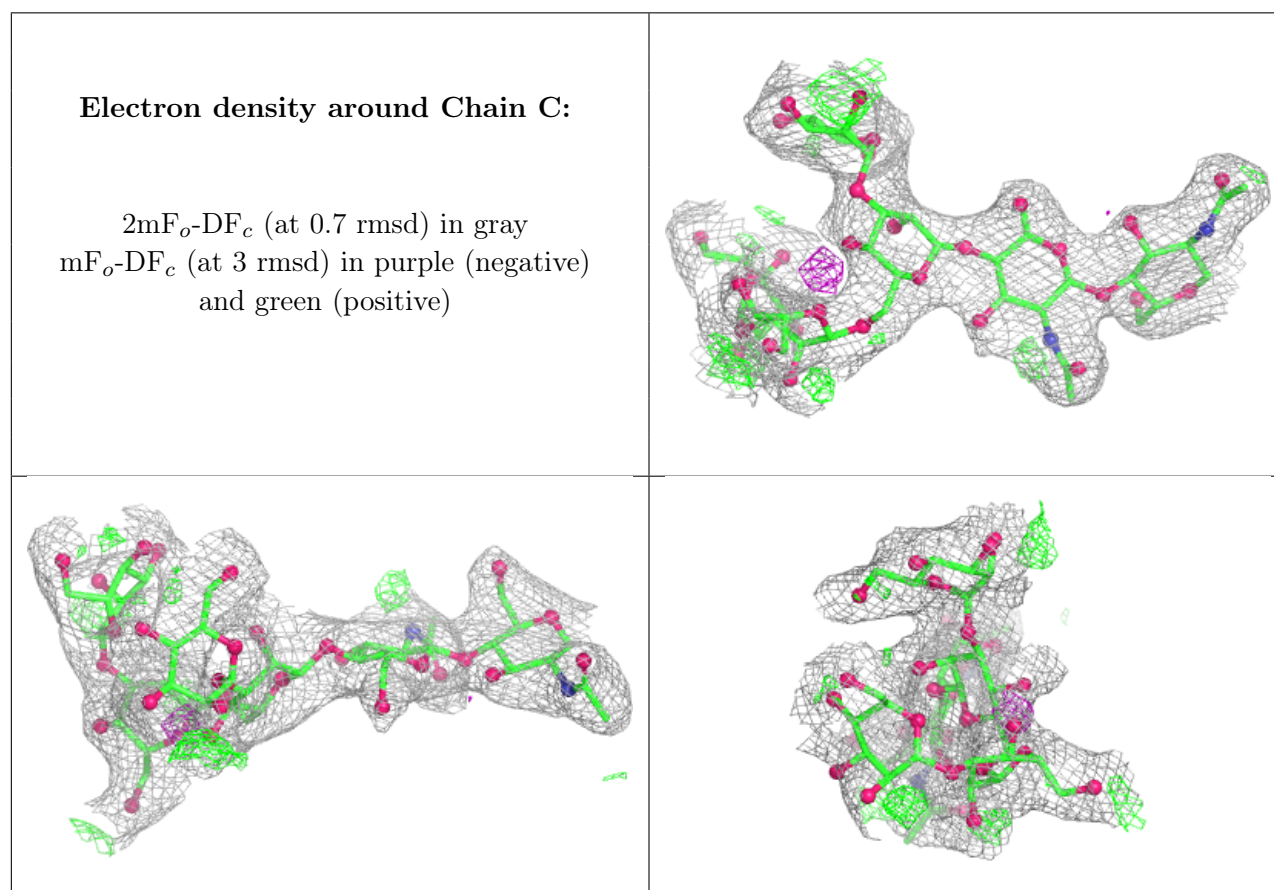 Electron density around Chain C:
2mFo-DFc (at 0.7 rmsd) in gray
mFo-DFc (at 3 rmsd) in purple (negative)
and green (positive)